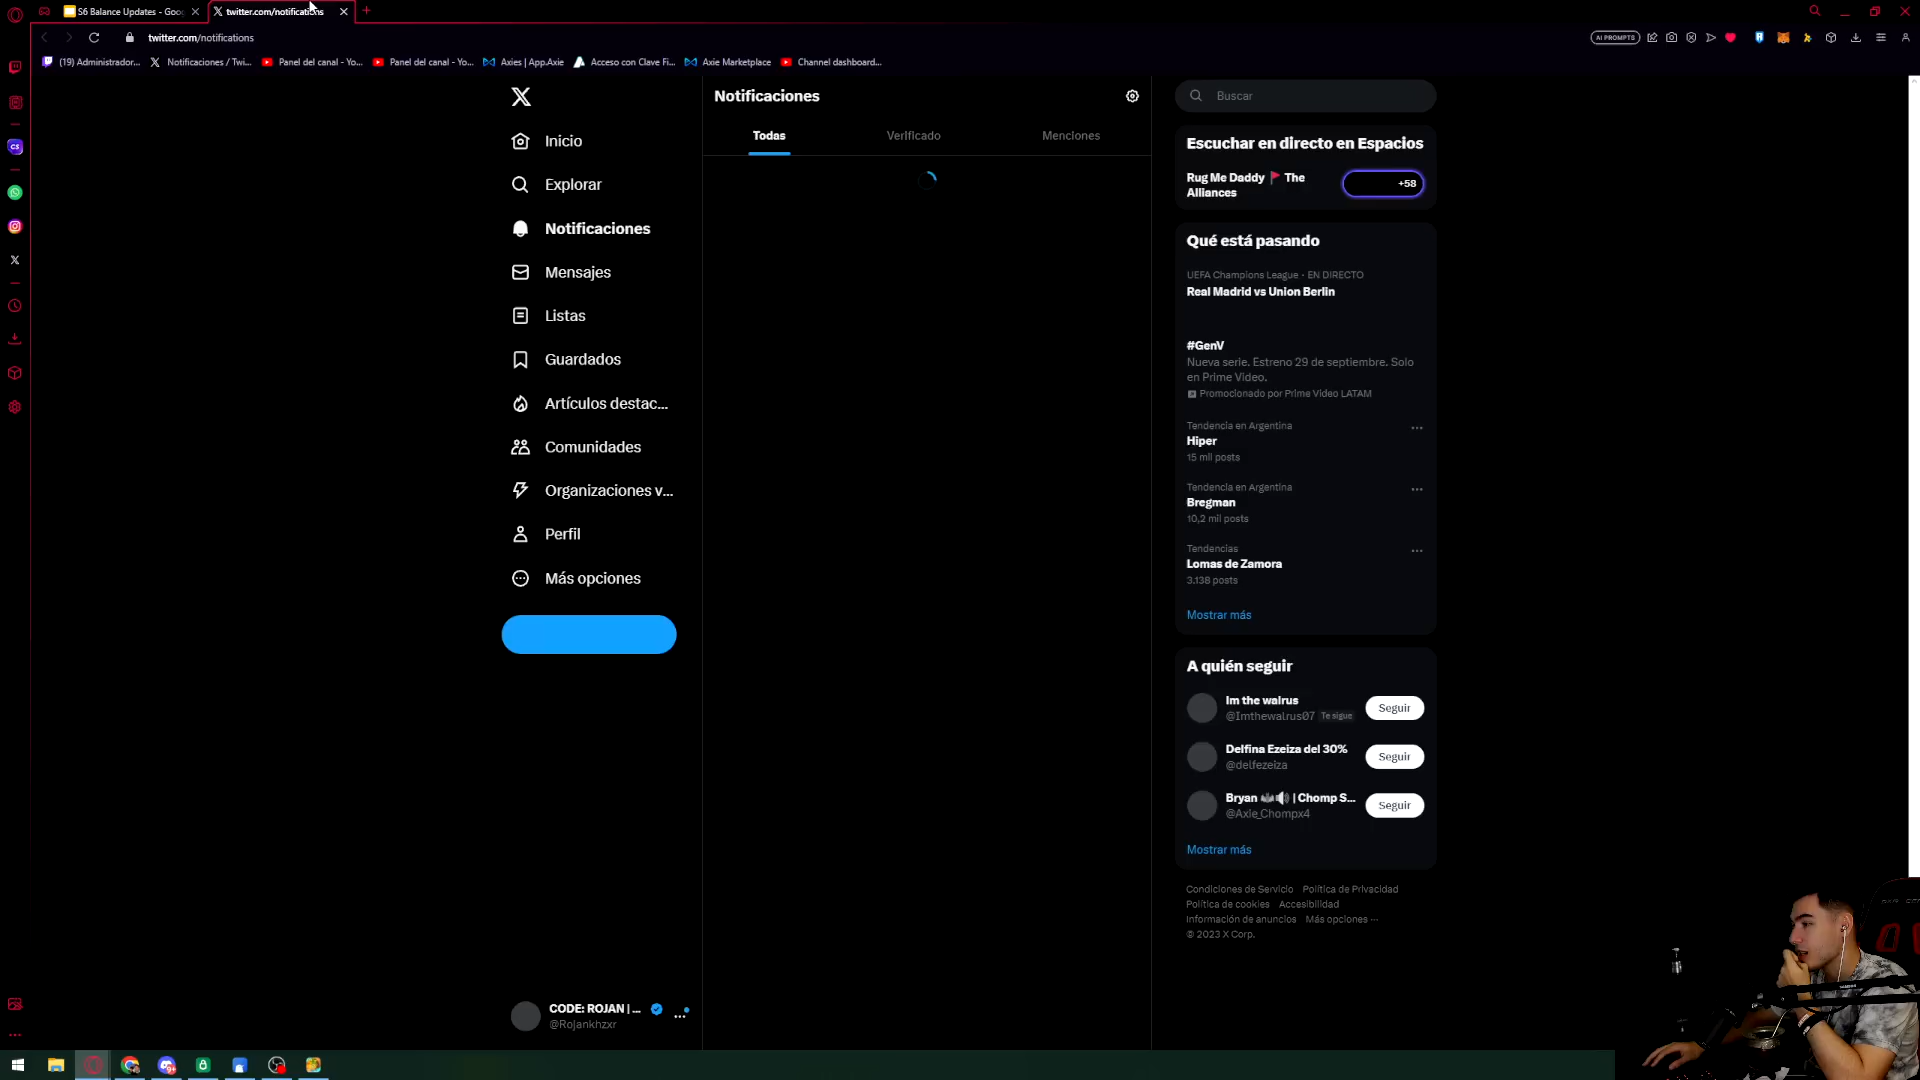 S6 Balance Updates - Goo
twitter.com/notifications
twitter.com/notifications
AI PROMPTS
(19) Administrador...
Notificaciones / Twi...
Panel del canal - Yo...
Panel del canal - Yo...
Axies | App.Axie
Acceso con Clave Fi...
Axie Marketplace
Channel dashboard...
Inicio
Explorar
Notificaciones
Mensajes
Listas
Guardados
Artículos destac...
Comunidades
Organizaciones v...
Perfil
Más opciones
CODE: ROJAN | ...
@Rojankhzxr
Notificaciones
Todas
Verificado
Menciones
Buscar
Escuchar en directo en Espacios
Rug Me Daddy 🚩 The
Alliances
+58
Qué está pasando
UEFA Champions League · EN DIRECTO
Real Madrid vs Union Berlin
#GenV
Nueva serie. Estreno 29 de septiembre. Solo
en Prime Video.
Promocionado por Prime Video LATAM
Tendencia en Argentina
Hiper
15 mil posts
Tendencia en Argentina
Bregman
10,2 mil posts
Tendencias
Lomas de Zamora
3.138 posts
Mostrar más
A quién seguir
Im the walrus
@Imthewalrus07 Te sigue
Seguir
Delfina Ezeiza del 30%
@delfezeiza
Seguir
Bryan | Chomp S...
@Axie_Chompx4
Seguir
Mostrar más
Condiciones de Servicio Política de Privacidad
Política de cookies Accesibilidad
Información de anuncios Más opciones ···
© 2023 X Corp.
CS